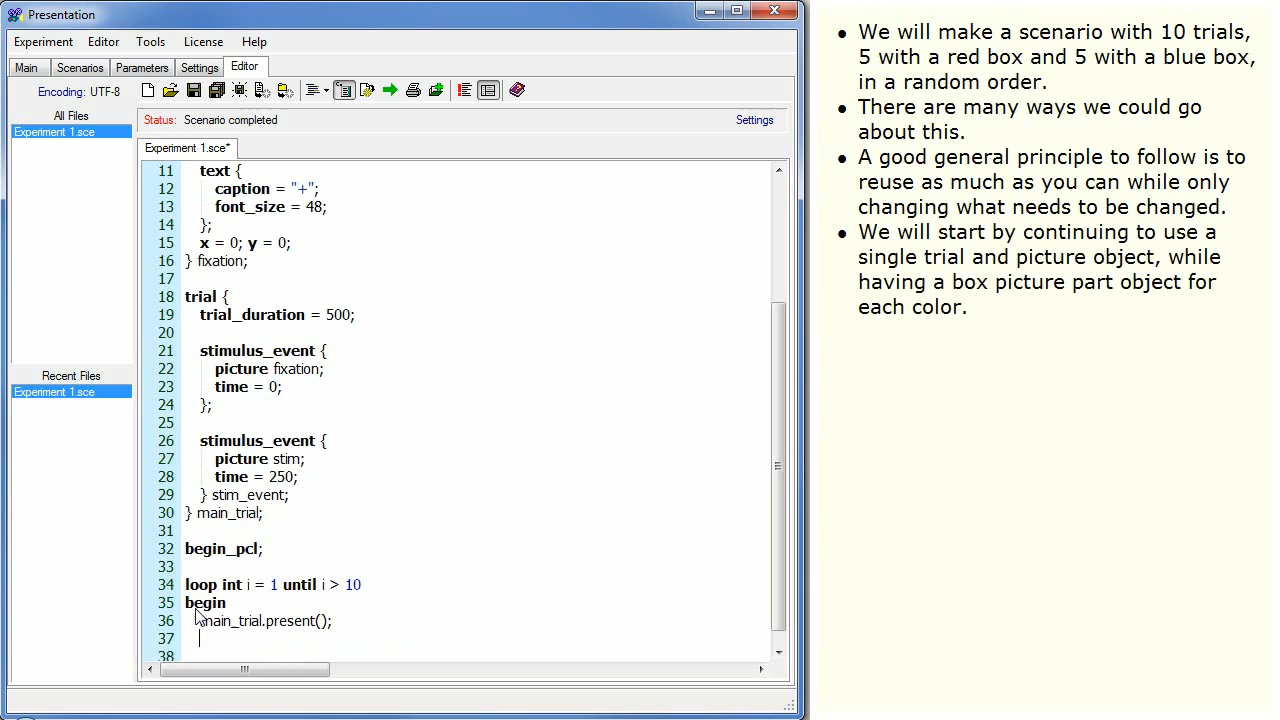 Presentation
Experiment Editor Tools License Help
Main Scenarios Parameters Settings Editor
Encoding: UTF-8
All Files
Experiment 1.sce
Recent Files
Experiment 1.sce
Status: Scenario completed Settings
Experiment 1.sce*
11 text {
12 caption = "+";
13 font_size = 48;
14 };
15 x = 0; y = 0;
16 } fixation;
17
18 trial {
19 trial_duration = 500;
20
21 stimulus_event {
22 picture fixation;
23 time = 0;
24 };
25
26 stimulus_event {
27 picture stim;
28 time = 250;
29 } stim_event;
30 } main_trial;
31
32 begin_pcl;
33
34 loop int i = 1 until i > 10
35 begin
36 main_trial.present();
37
38
• We will make a scenario with 10 trials,
5 with a red box and 5 with a blue box,
in a random order.
• There are many ways we could go
about this.
• A good general principle to follow is to
reuse as much as you can while only
changing what needs to be changed.
• We will start by continuing to use a
single trial and picture object, while
having a box picture part object for
each color.